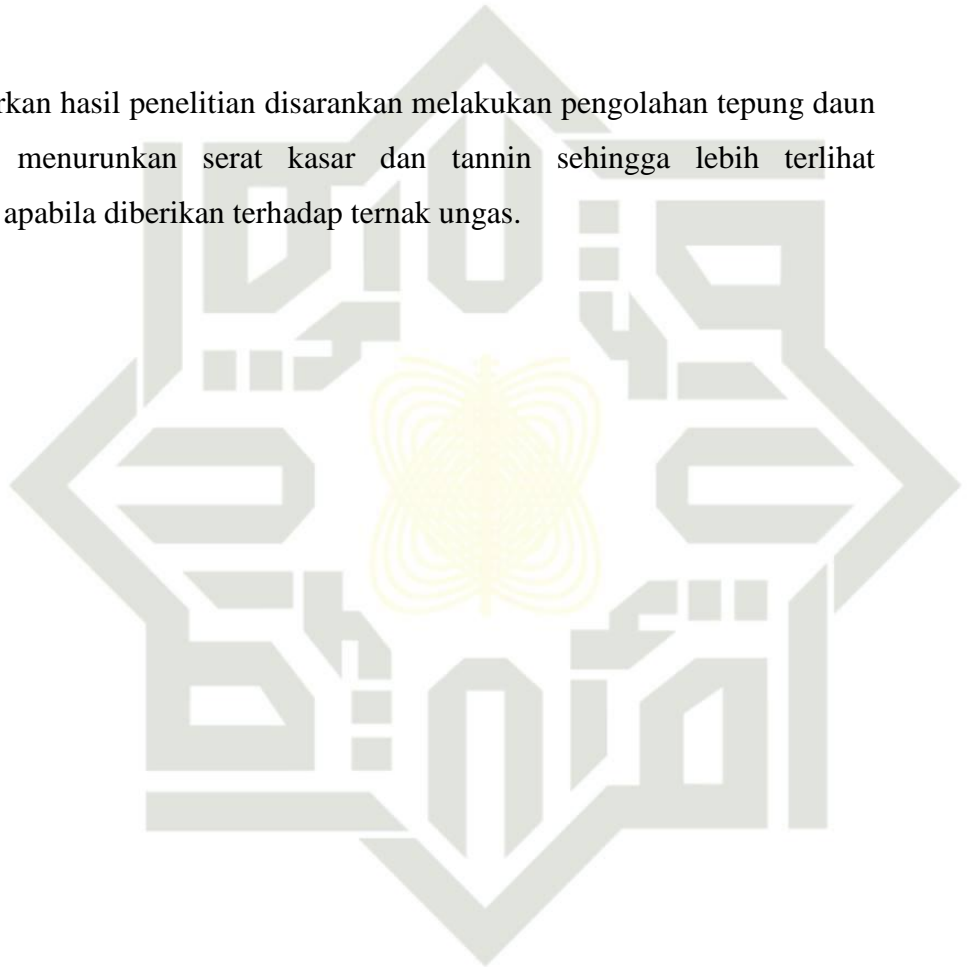 rkan hasil penelitian disarankan melakukan pengolahan tepung daun
menurunkan serat kasar dan tannin sehingga lebih terlihat
apabila diberikan terhadap ternak ungas.